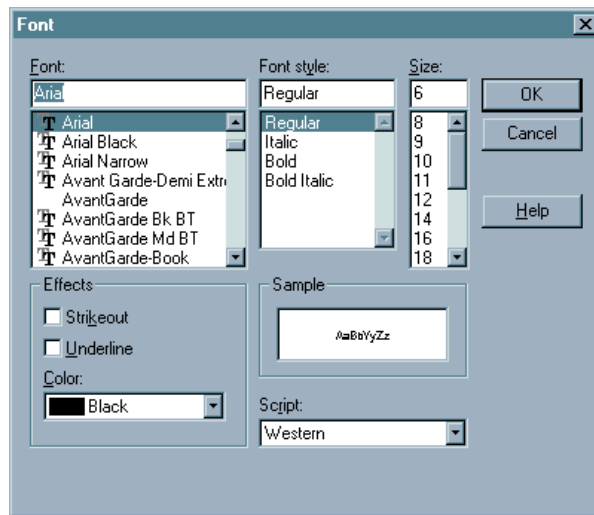 Font
Font:
Arial
Arial
Arial Black
Arial Narrow
Avant Garde-Demi Extr
AvantGarde
AvantGarde Bk BT
AvantGarde Md BT
AvantGarde-Book
Font style:
Regular
Regular
Italic
Bold
Bold Italic
Size:
6
8
9
10
11
12
14
16
18
OK
Cancel
Help
Effects
Strikeout
Underline
Color:
Black
Sample
AaBbYyZz
Script:
Western